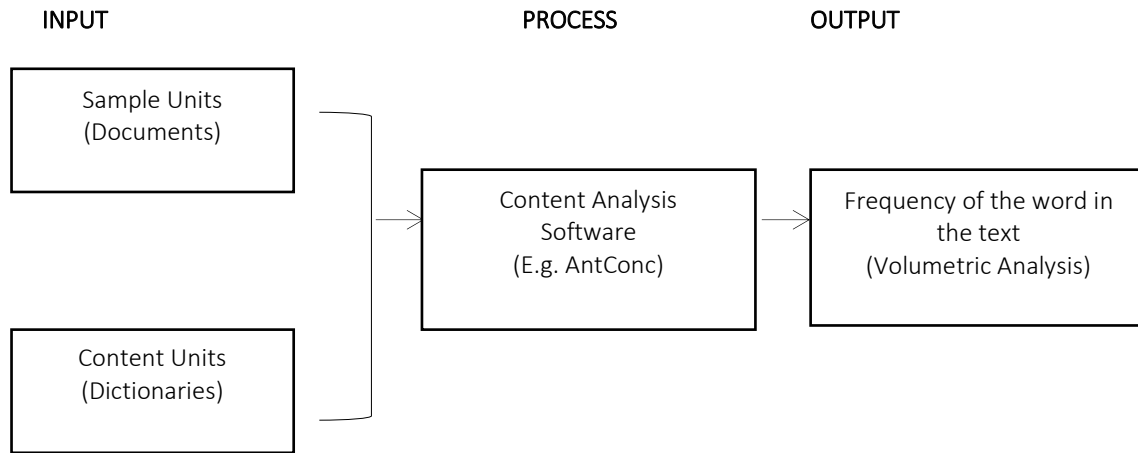 INPUT
PROCESS
OUTPUT
Sample Units
(Documents)
Content Units
(Dictionaries)
Content Analysis
Software
(E.g. AntConc)
Frequency of the word in
the text
(Volumetric Analysis)